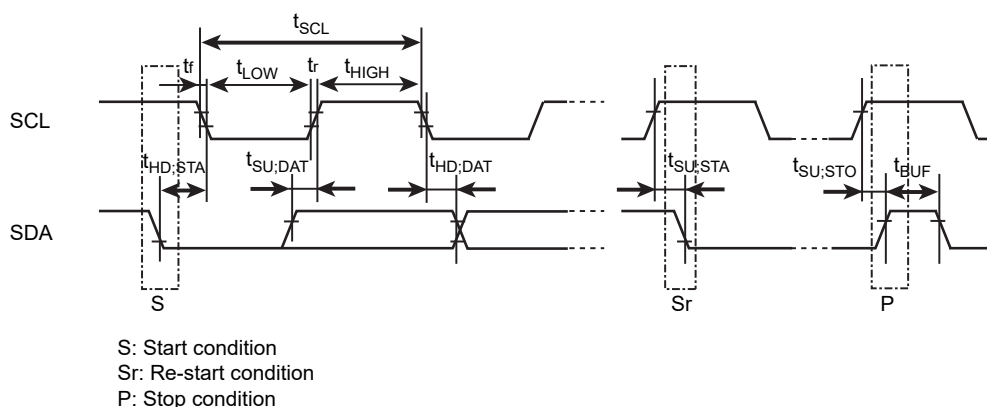 tSCL
tf tLOW tr tHIGH
SCL
tHD;STA tSU;DAT tHD;DAT tSU;STA tSU;STO tBUF
SDA
S Sr P
S: Start condition
Sr: Re-start condition
P: Stop condition